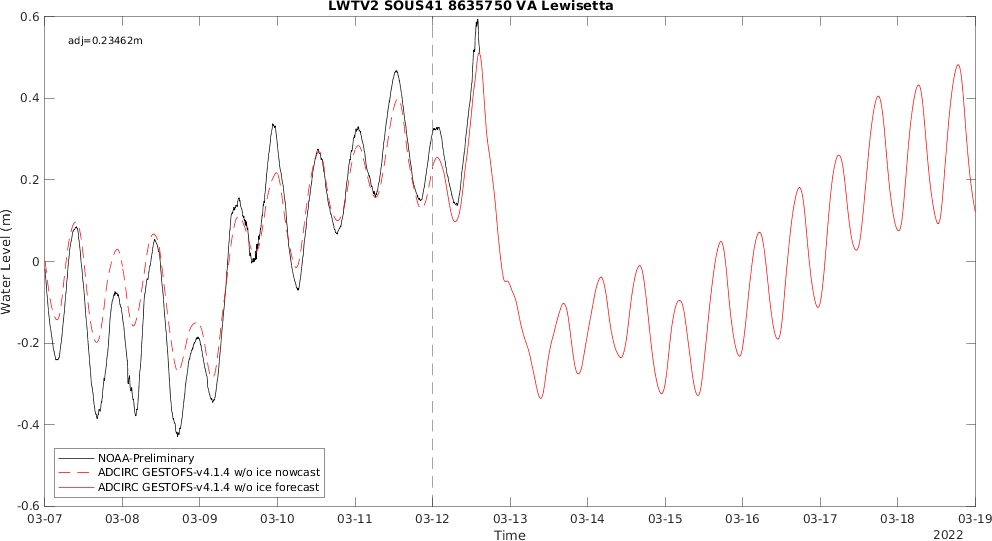 LWTV2 SOUS41 8635750 VA Lewisetta
adj=0.23462m
0.6
0.4
0.2
0
-0.2
-0.4
-0.6
Water Level (m)
NOAA-Preliminary
ADCIRC GESTOFS-v4.1.4 w/o ice nowcast
ADCIRC GESTOFS-v4.1.4 w/o ice forecast
03-07 03-08 03-09 03-10 03-11 03-12 03-13 03-14 03-15 03-16 03-17 03-18 03-19
Time
2022